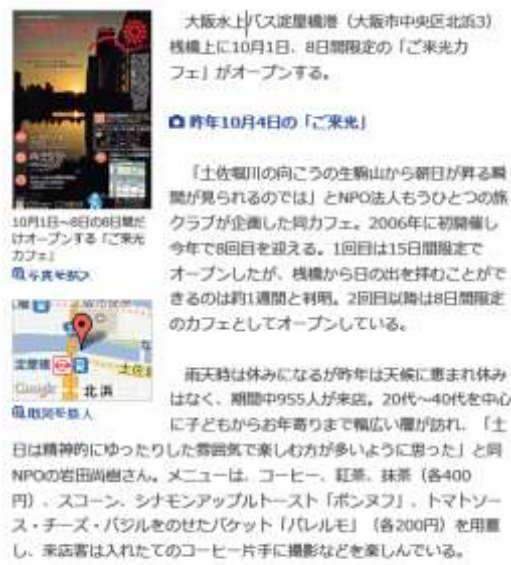 大阪水上バス淀屋橋港（大阪市中央区北浜3）
桟橋上に10月1日、8日間限定の「ご来光カ
フェ」がオープンする。
昨年10月4日の「ご来光」
「土佐堀川の向こうの生駒山から朝日が昇る瞬
間が見られるのでは」とNPO法人もうひとつの旅
クラブが企画した同カフェ。2006年に初開催し
今年で8回目を迎える。1回目は15日間限定で
オープンしたが、桟橋から日の出を拝むことがで
きるのは約1週間と判明。2回目以降は8日間限定
のカフェとしてオープンしている。
10月1日～8日の8日間だ
けオープンする「ご来光
カフェ」
写真を拡大
淀屋橋
土佐
Google
北浜
地図を挿入
雨天時は休みになるが昨年は天候に恵まれ休み
はなく、期間中955人が来店。20代～40代を中心
に子どもからお年寄りまで幅広い層が訪れ、「土
日は精神的にゆったりした雰囲気で楽しむ方が多いように思った」と同
NPOの岩田尚樹さん。メニューは、コーヒー、紅茶、抹茶（各400
円）、スコーン、シナモンアップルトースト「ポンヌフ」、トマトソー
ス・チーズ・バジルをのせたバケット「パレルモ」（各200円）を用意
し、来店客は入れたてのコーヒー片手に撮影などを楽しんでいる。